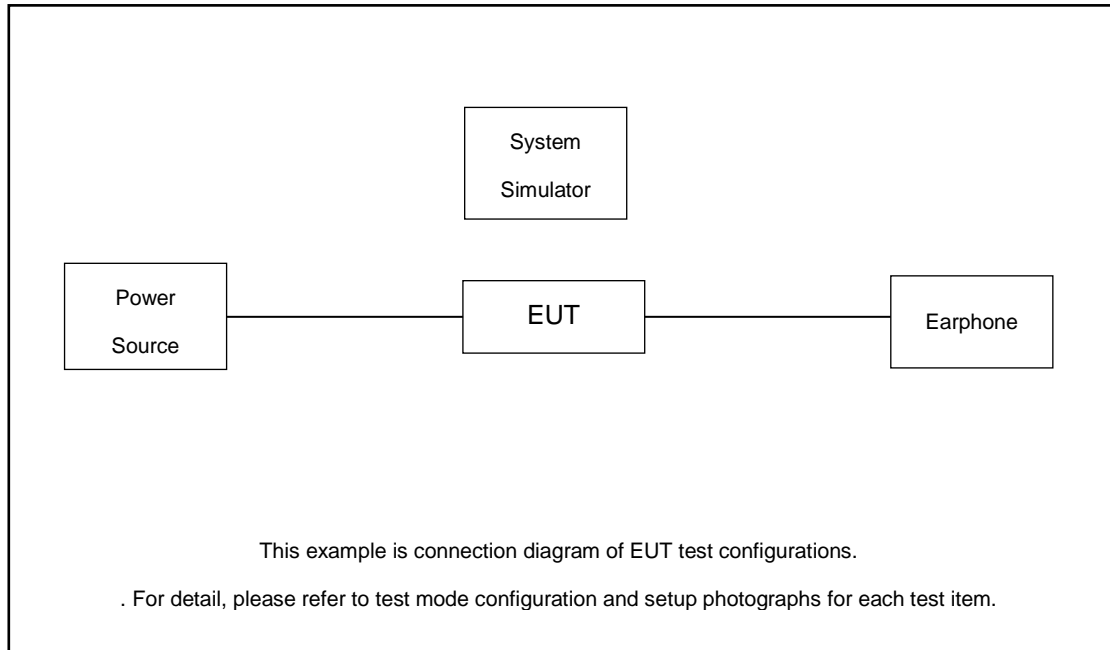 System
Simulator
Power
Source
EUT
Earphone
This example is connection diagram of EUT test configurations.
. For detail, please refer to test mode configuration and setup photographs for each test item.